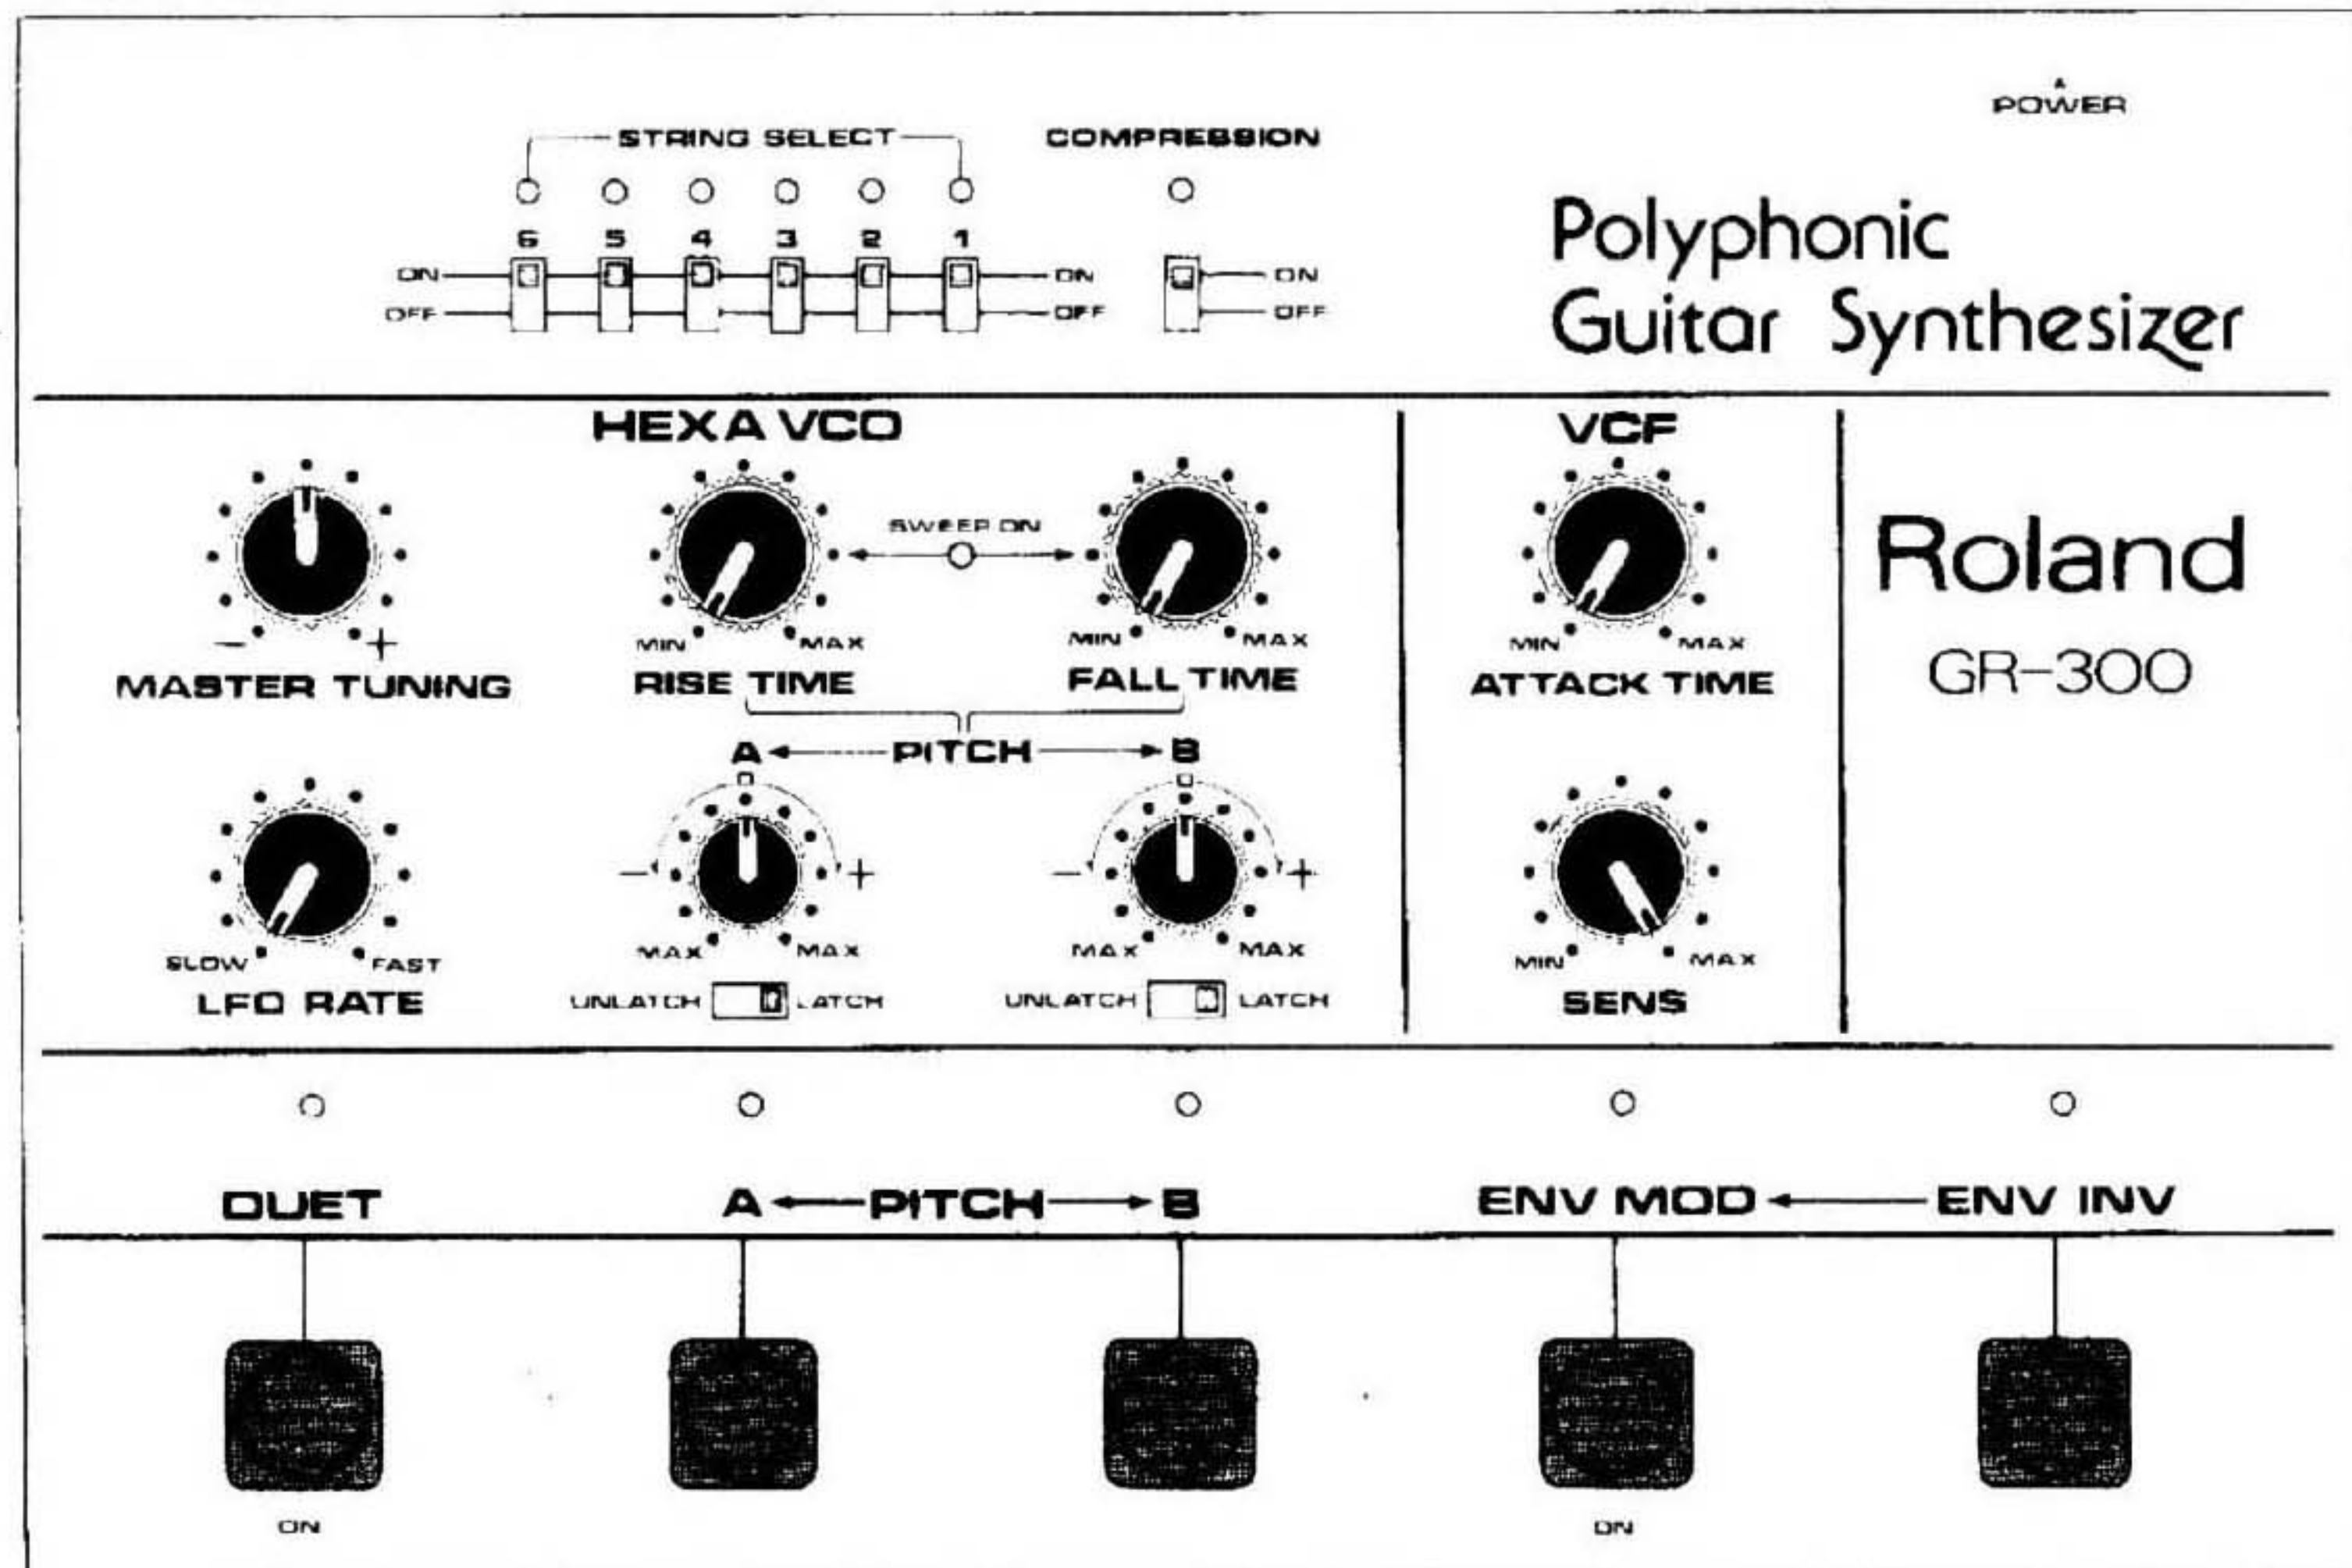 POWER
STRING SELECT
COMPRESSION
6 5 4 3 2 1
ON ON ON
OFF OFF OFF
Polyphonic
Guitar Synthesizer
HEXA VCO
VCF
SWEEP ON
- +
MIN MAX
MIN MAX
MIN MAX
MASTER TUNING
RISE TIME
FALL TIME
ATTACK TIME
Roland
GR-300
A PITCH B
- +
- +
SLOW FAST
MAX MAX
MAX MAX
MIN MAX
LFO RATE
UNLATCH LATCH
UNLATCH LATCH
SENS
DUET
A PITCH B
ENV MOD
ENV INV
ON
ON